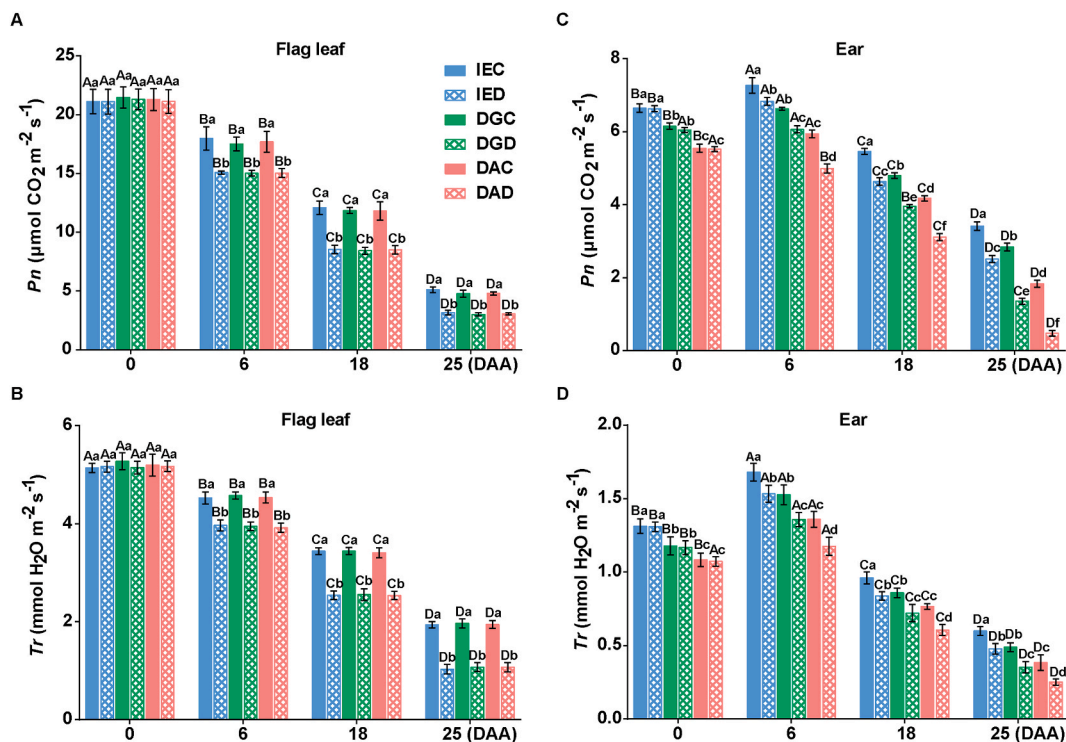 A
Flag leaf
Pn (µmol CO2 m-2 s-1)
25
20
15
10
5
0
Aa Aa Aa Aa Aa Aa
Ba Bb Ba Bb Ba Bb
Ca Cb Ca Cb Ca Cb
Da Db Da Db Da Db
0 6 18 25 (DAA)
IEC
IED
DGC
DGD
DAC
DAD
C
Ear
Pn (µmol CO2 m-2 s-1)
8
6
4
2
0
Ba Ba Bb Ab Bc Ac
Aa Ab Ab Ac Ac Bd
Ca Cc Cb Be Cd Cf
Da Dc Db Ce Dd Df
0 6 18 25 (DAA)
B
Flag leaf
Tr (mmol H2O m-2 s-1)
6
4
2
0
Aa Aa Aa Aa Aa Aa
Ba Bb Ba Bb Ba Bb
Ca Cb Ca Cb Ca Cb
Da Db Da Db Da Db
0 6 18 25 (DAA)
D
Ear
Tr (mmol H2O m-2 s-1)
2.0
1.5
1.0
0.5
0.0
Ba Ba Bb Bb Bc Ac
Aa Ab Ab Ac Ac Ad
Ca Cb Cb Cc Cc Cd
Da Db Db Dc Dc Dd
0 6 18 25 (DAA)